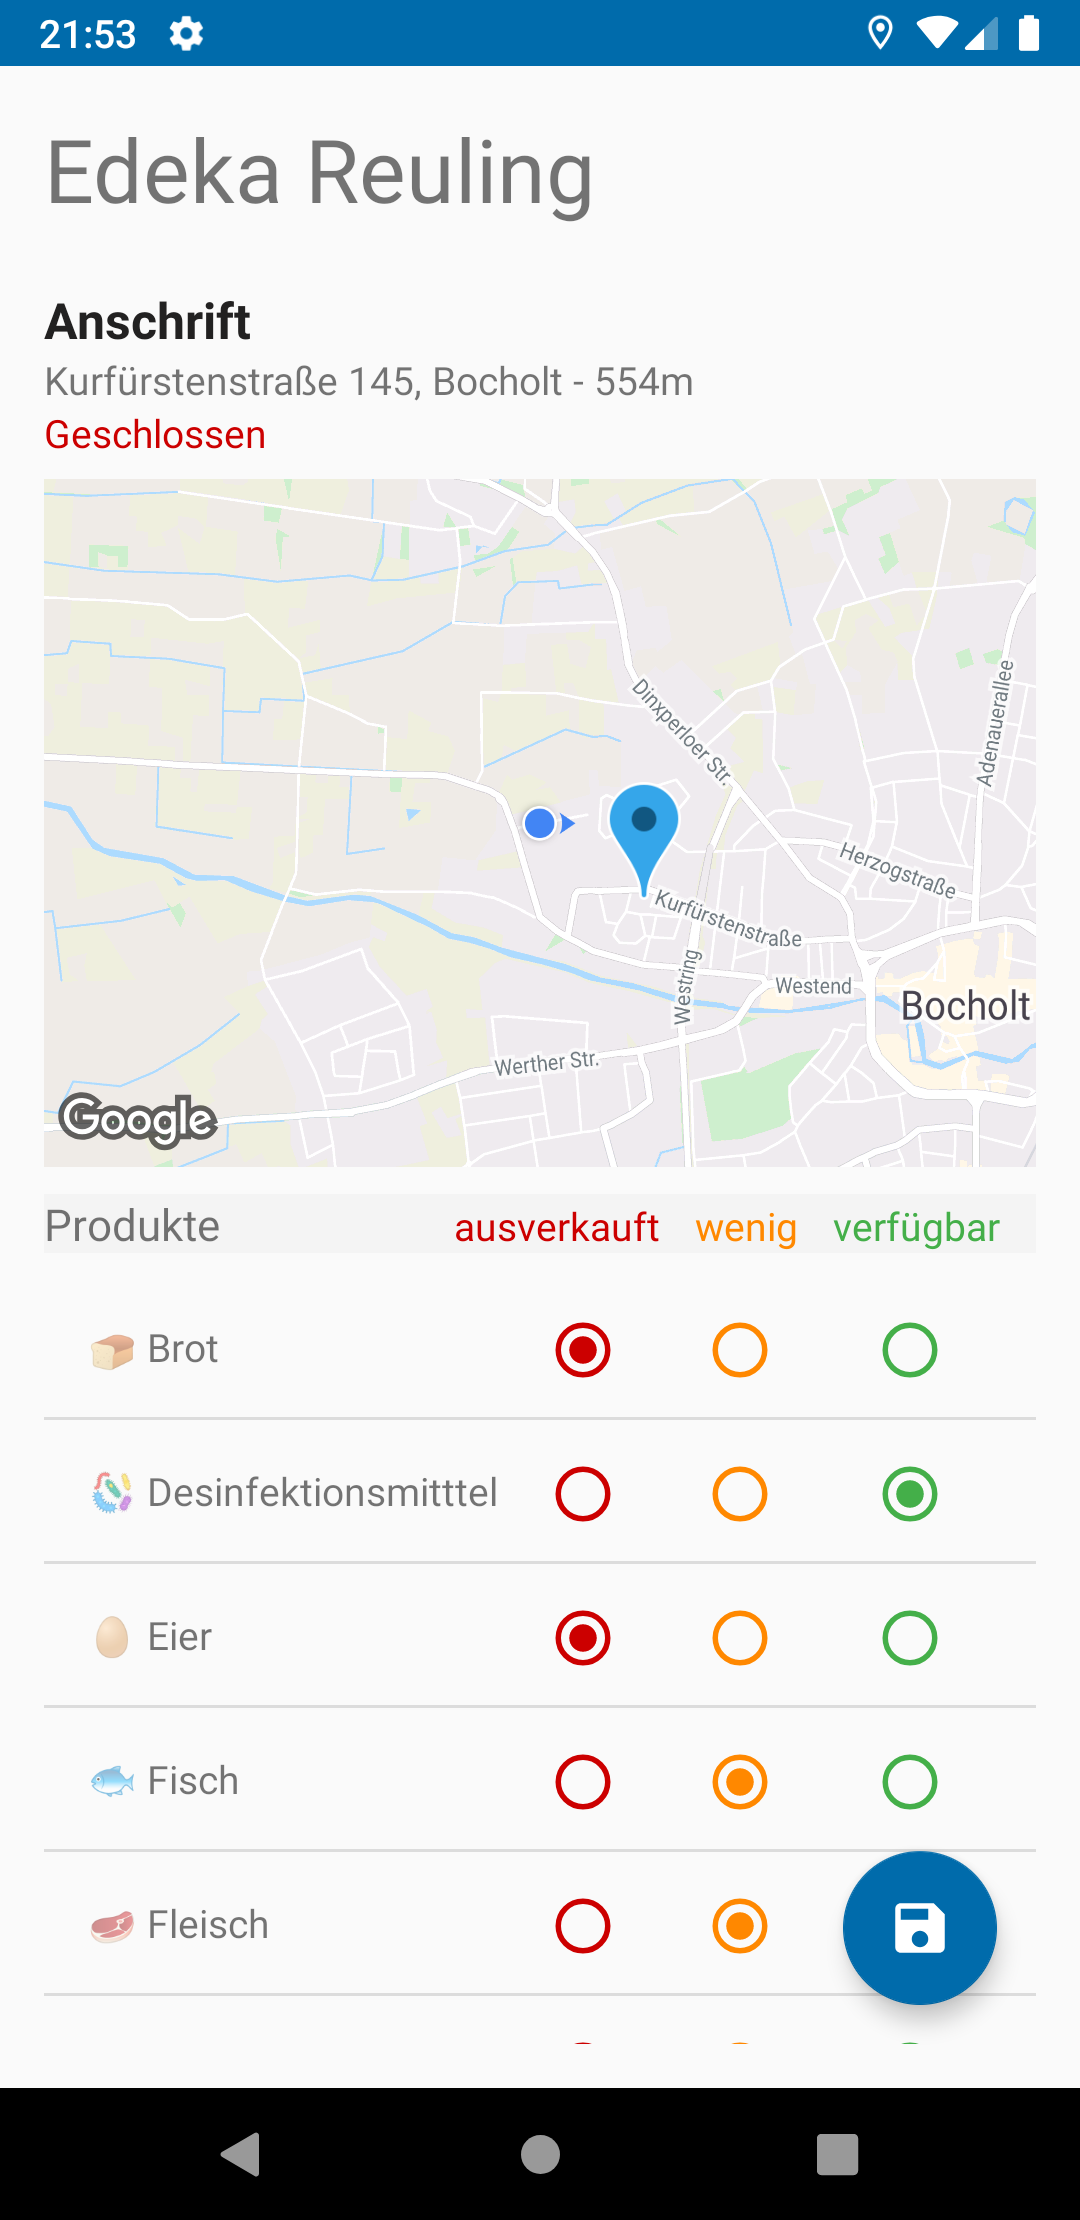 21:53
Edeka Reuling
Anschrift
Kurfürstenstraße 145, Bocholt - 554m
Geschlossen
Dinxperloer Str.
Adenauerallee
Herzogstraße
Kurfürstenstraße
Westring
Westend
Bocholt
Werther Str.
Google
Produkte ausverkauft wenig verfügbar
Brot
Desinfektionsmitttel
Eier
Fisch
Fleisch